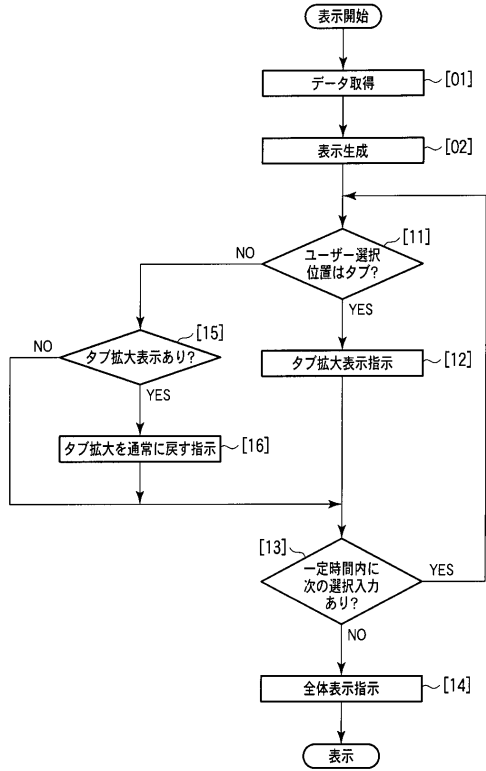 表示開始
データ取得 [01]
表示生成 [02]
ユーザー選択 [11]
位置はタブ?
NO
YES
タブ拡大表示あり? [15]
NO
YES
タブ拡大表示指示 [12]
タブ拡大を通常に戻す指示 [16]
[13]
一定時間内に
次の選択入力
あり?
YES
NO
全体表示指示 [14]
表示